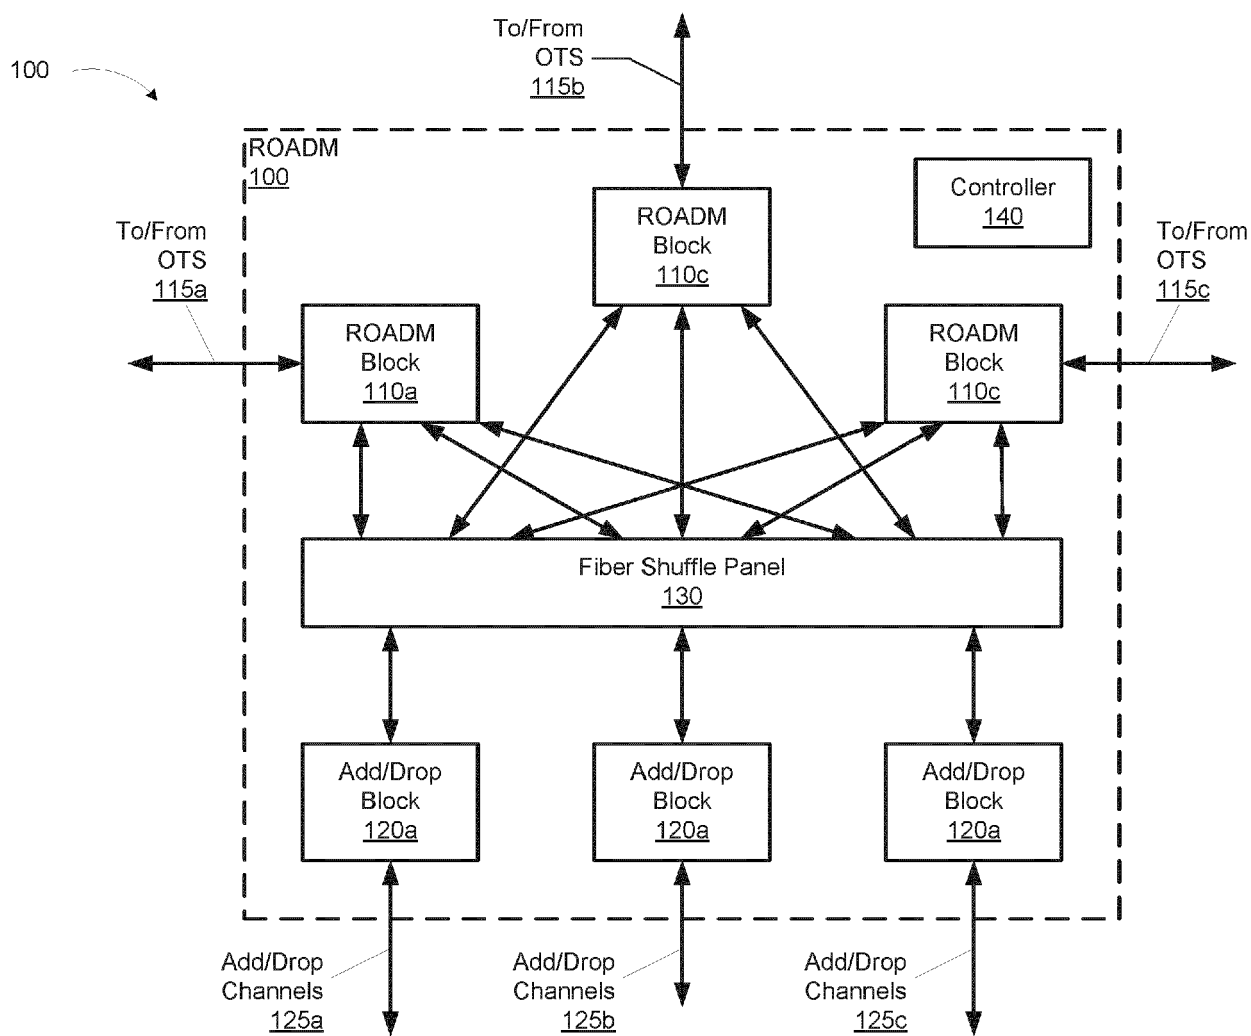 To/From
OTS
115b
100
ROADM
100
Controller
140
ROADM
Block
110c
To/From
OTS
115a
To/From
OTS
115c
ROADM
Block
110a
ROADM
Block
110c
Fiber Shuffle Panel
130
Add/Drop
Block
120a
Add/Drop
Block
120a
Add/Drop
Block
120a
Add/Drop
Channels
125a
Add/Drop
Channels
125b
Add/Drop
Channels
125c